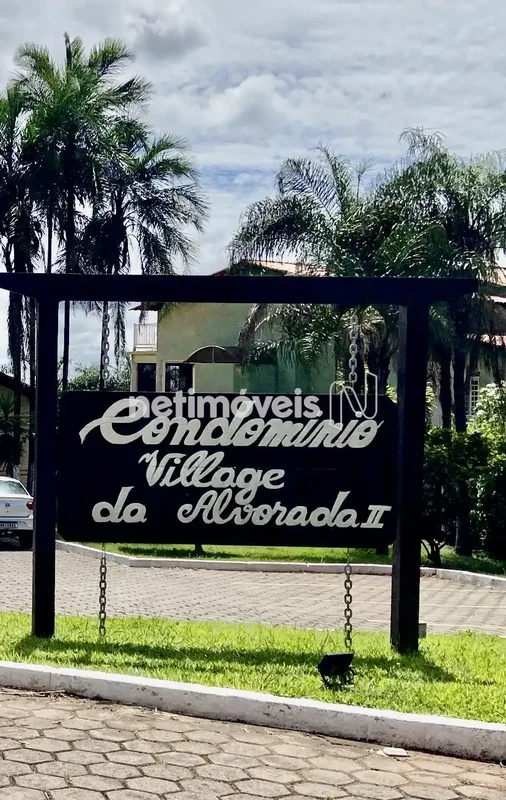 netimóveis
Condomínio
Village
da Alvorada II